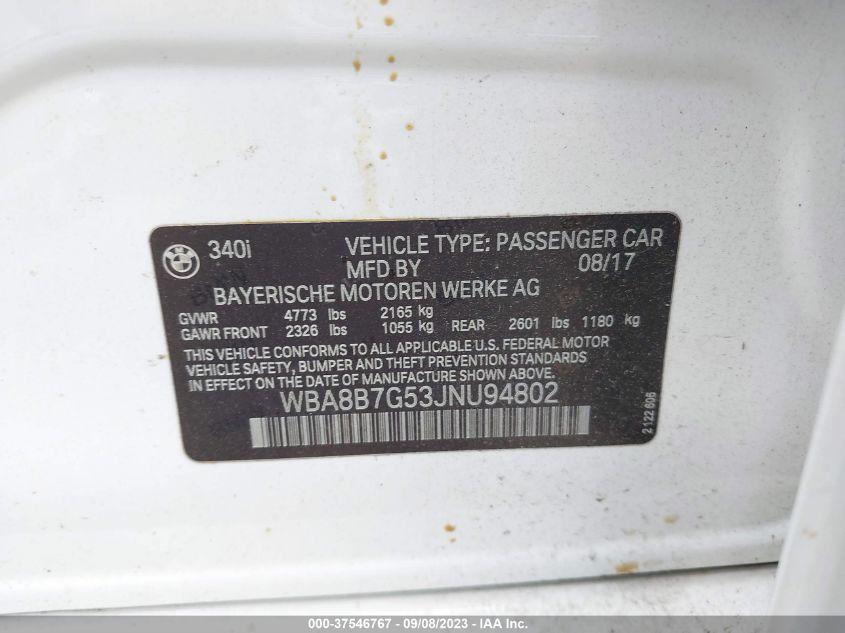 340i VEHICLE TYPE: PASSENGER CAR
MFD BY 08/17
BAYERISCHE MOTOREN WERKE AG
GVWR 4773 lbs 2165 kg
GAWR FRONT 2326 lbs 1055 kg REAR 2601 lbs 1180 kg
THIS VEHICLE CONFORMS TO ALL APPLICABLE U.S. FEDERAL MOTOR
VEHICLE SAFETY, BUMPER AND THEFT PREVENTION STANDARDS
IN EFFECT ON THE DATE OF MANUFACTURE SHOWN ABOVE.
WBA8B7G53JNU94802
2122696
000-37546767 - 09/08/2023 - © IAA Inc.